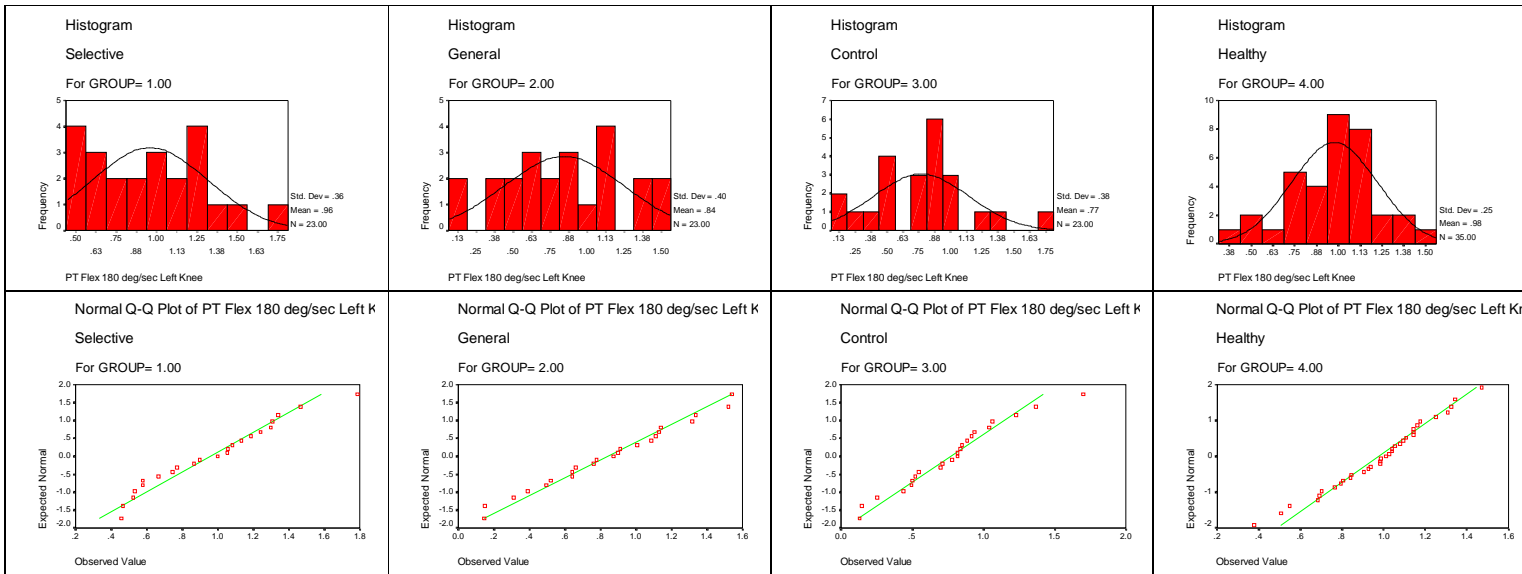 Histogram
Selective
For GROUP= 1.00
5
4
3
2
1
0
Frequency
Std. Dev = .36
Mean = .96
N = 23.00
.50 .75 1.00 1.25 1.50 1.75
.63 .88 1.13 1.38 1.63
PT Flex 180 deg/sec Left Knee
Histogram
General
For GROUP= 2.00
5
4
3
2
1
0
Frequency
Std. Dev = .40
Mean = .84
N = 23.00
.13 .38 .63 .88 1.13 1.38
.25 .50 .75 1.00 1.25 1.50
PT Flex 180 deg/sec Left Knee
Histogram
Control
For GROUP= 3.00
7
6
5
4
3
2
1
0
Frequency
Std. Dev = .38
Mean = .77
N = 23.00
.13 .38 .63 .88 1.13 1.38
.25 .50 .75 1.00 1.25 1.50 1.75
PT Flex 180 deg/sec Left Knee
Histogram
Healthy
For GROUP= 4.00
10
8
6
4
2
0
Frequency
Std. Dev = .25
Mean = .98
N = 35.00
.38 .50 .63 .75 .88 1.00 1.13 1.25 1.38 1.50
PT Flex 180 deg/sec Left Knee
Normal Q-Q Plot of PT Flex 180 deg/sec Left K
Selective
For GROUP= 1.00
2.0
1.5
1.0
.5
0.0
-.5
-1.0
-1.5
-2.0
Expected Normal
.2 .4 .6 .8 1.0 1.2 1.4 1.6 1.8
Observed Value
Normal Q-Q Plot of PT Flex 180 deg/sec Left K
General
For GROUP= 2.00
2.0
1.5
1.0
.5
0.0
-.5
-1.0
-1.5
-2.0
Expected Normal
0.0 .2 .4 .6 .8 1.0 1.2 1.4 1.6
Observed Value
Normal Q-Q Plot of PT Flex 180 deg/sec Left K
Control
For GROUP= 3.00
2.0
1.5
1.0
.5
0.0
-.5
-1.0
-1.5
-2.0
Expected Normal
0.0 .5 1.0 1.5 2.0
Observed Value
Normal Q-Q Plot of PT Flex 180 deg/sec Left Kn
Healthy
For GROUP= 4.00
2
1
0
-1
-2
Expected Normal
.2 .4 .6 .8 1.0 1.2 1.4 1.6
Observed Value